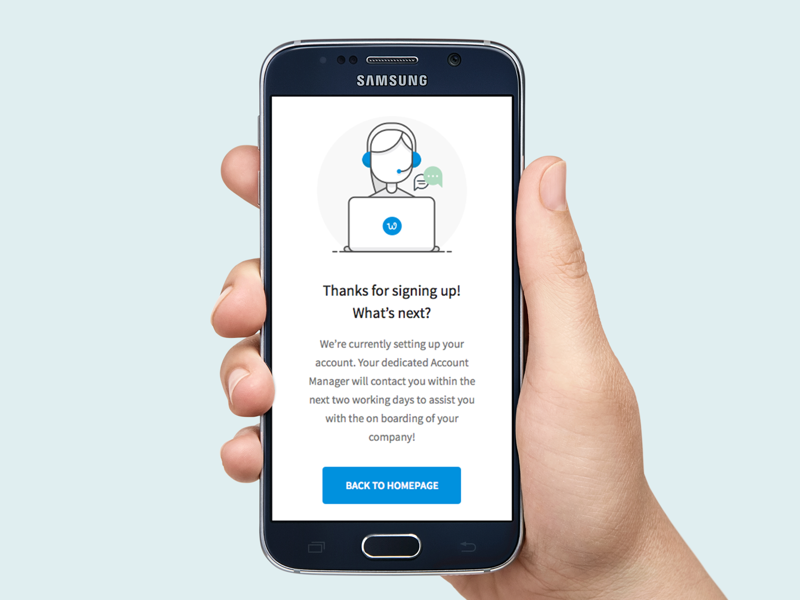 SAMSUNG
Thanks for signing up!
What's next?
We're currently setting up your
account. Your dedicated Account
Manager will contact you within the
next two working days to assist you
with the on boarding of your
company!
BACK TO HOMEPAGE